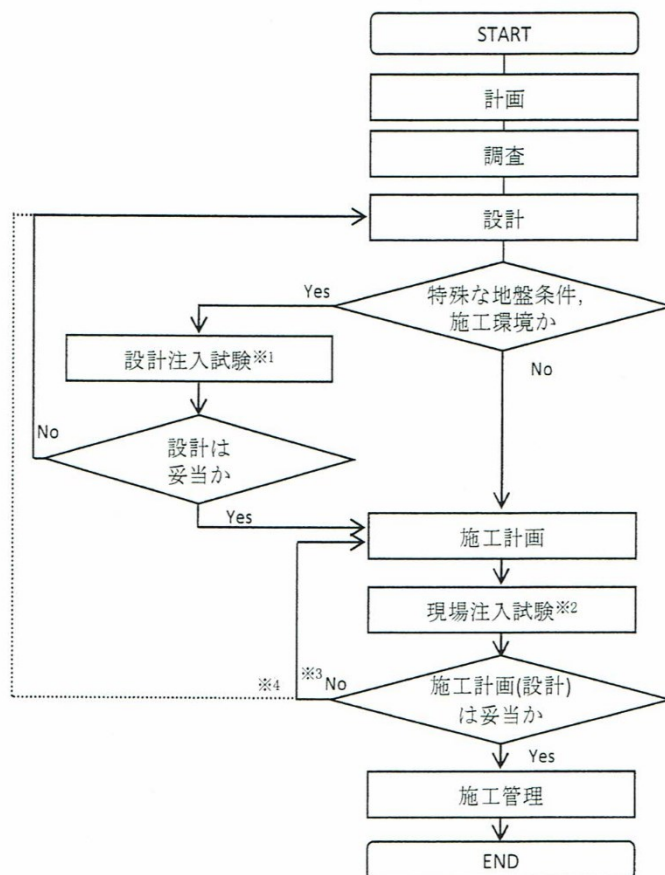 START
計画
調査
設計
特殊な地盤条件,
施工環境か
Yes
No
設計注入試験※1
設計は
妥当か
No
Yes
施工計画
現場注入試験※2
施工計画(設計)
は妥当か
※3
No
※4
Yes
施工管理
END